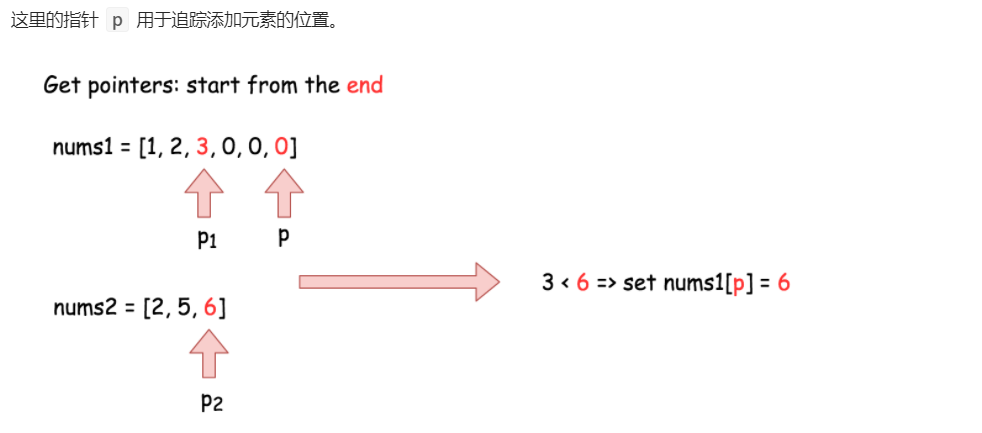 这里的指针 p 用于追踪添加元素的位置。
Get pointers: start from the end
nums1 = [1, 2, 3, 0, 0, 0]
p1 p
3 < 6 => set nums1[p] = 6
nums2 = [2, 5, 6]
p2